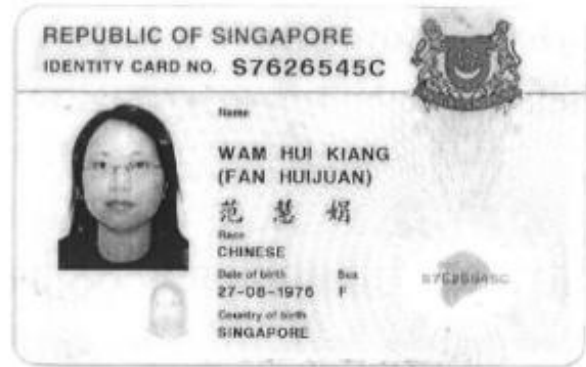 REPUBLIC OF SINGAPORE
IDENTITY CARD NO. S7626545C
Name
WAM HUI KIANG
(FAN HUIJUAN)
范 慧 娟
Race
CHINESE
Date of birth Sex
27-08-1976 F
Country of birth
SINGAPORE
S7626545C